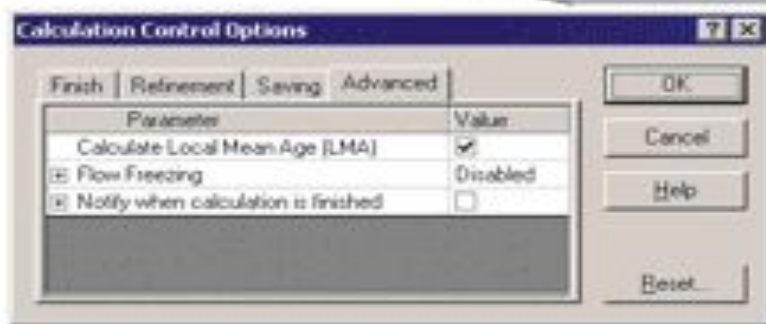 Calculation Control Options
Finish Refinement Saving Advanced
Parameter Value
Calculate Local Mean Age (LMA)
Flow Freezing Disabled
Notify when calculation is finished
OK
Cancel
Help
Reset...